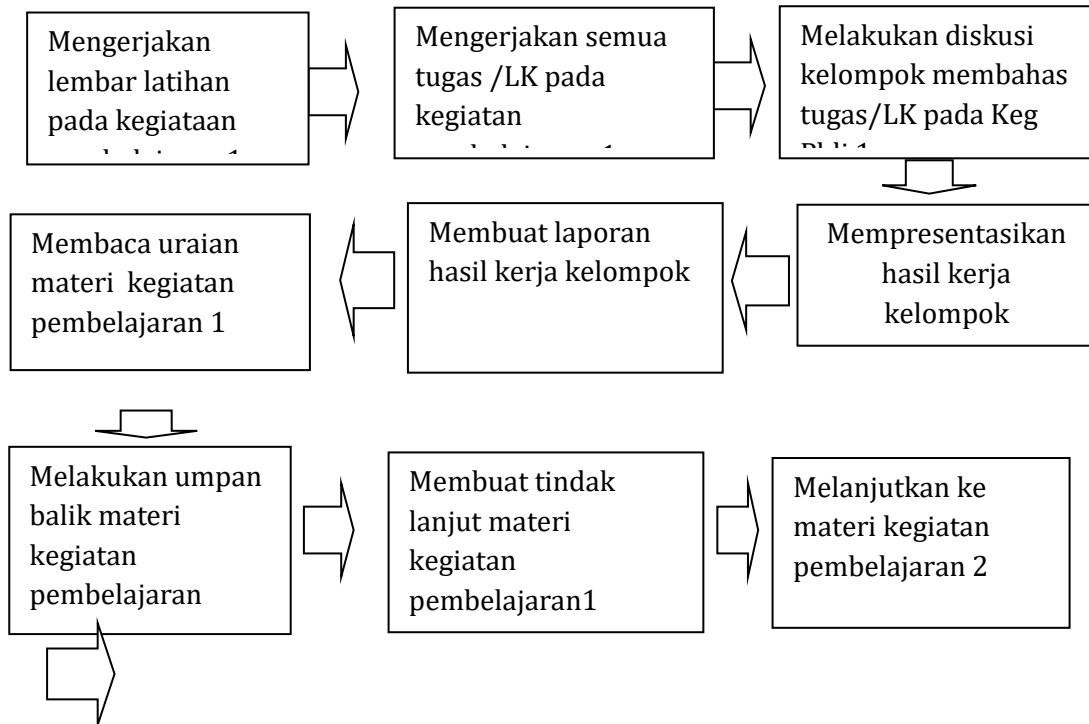 Mengerjakan
lembar latihan
pada kegiataan
Mengerjakan semua
tugas /LK pada
kegiatan
Melakukan diskusi
kelompok membahas
tugas/LK pada Keg
Membaca uraian
materi kegiatan
pembelajaran 1
Membuat laporan
hasil kerja kelompok
Mempresentasikan
hasil kerja
kelompok
Melakukan umpan
balik materi
kegiatan
pembelajaran
Membuat tindak
lanjut materi
kegiatan
pembelajaran1
Melanjutkan ke
materi kegiatan
pembelajaran 2